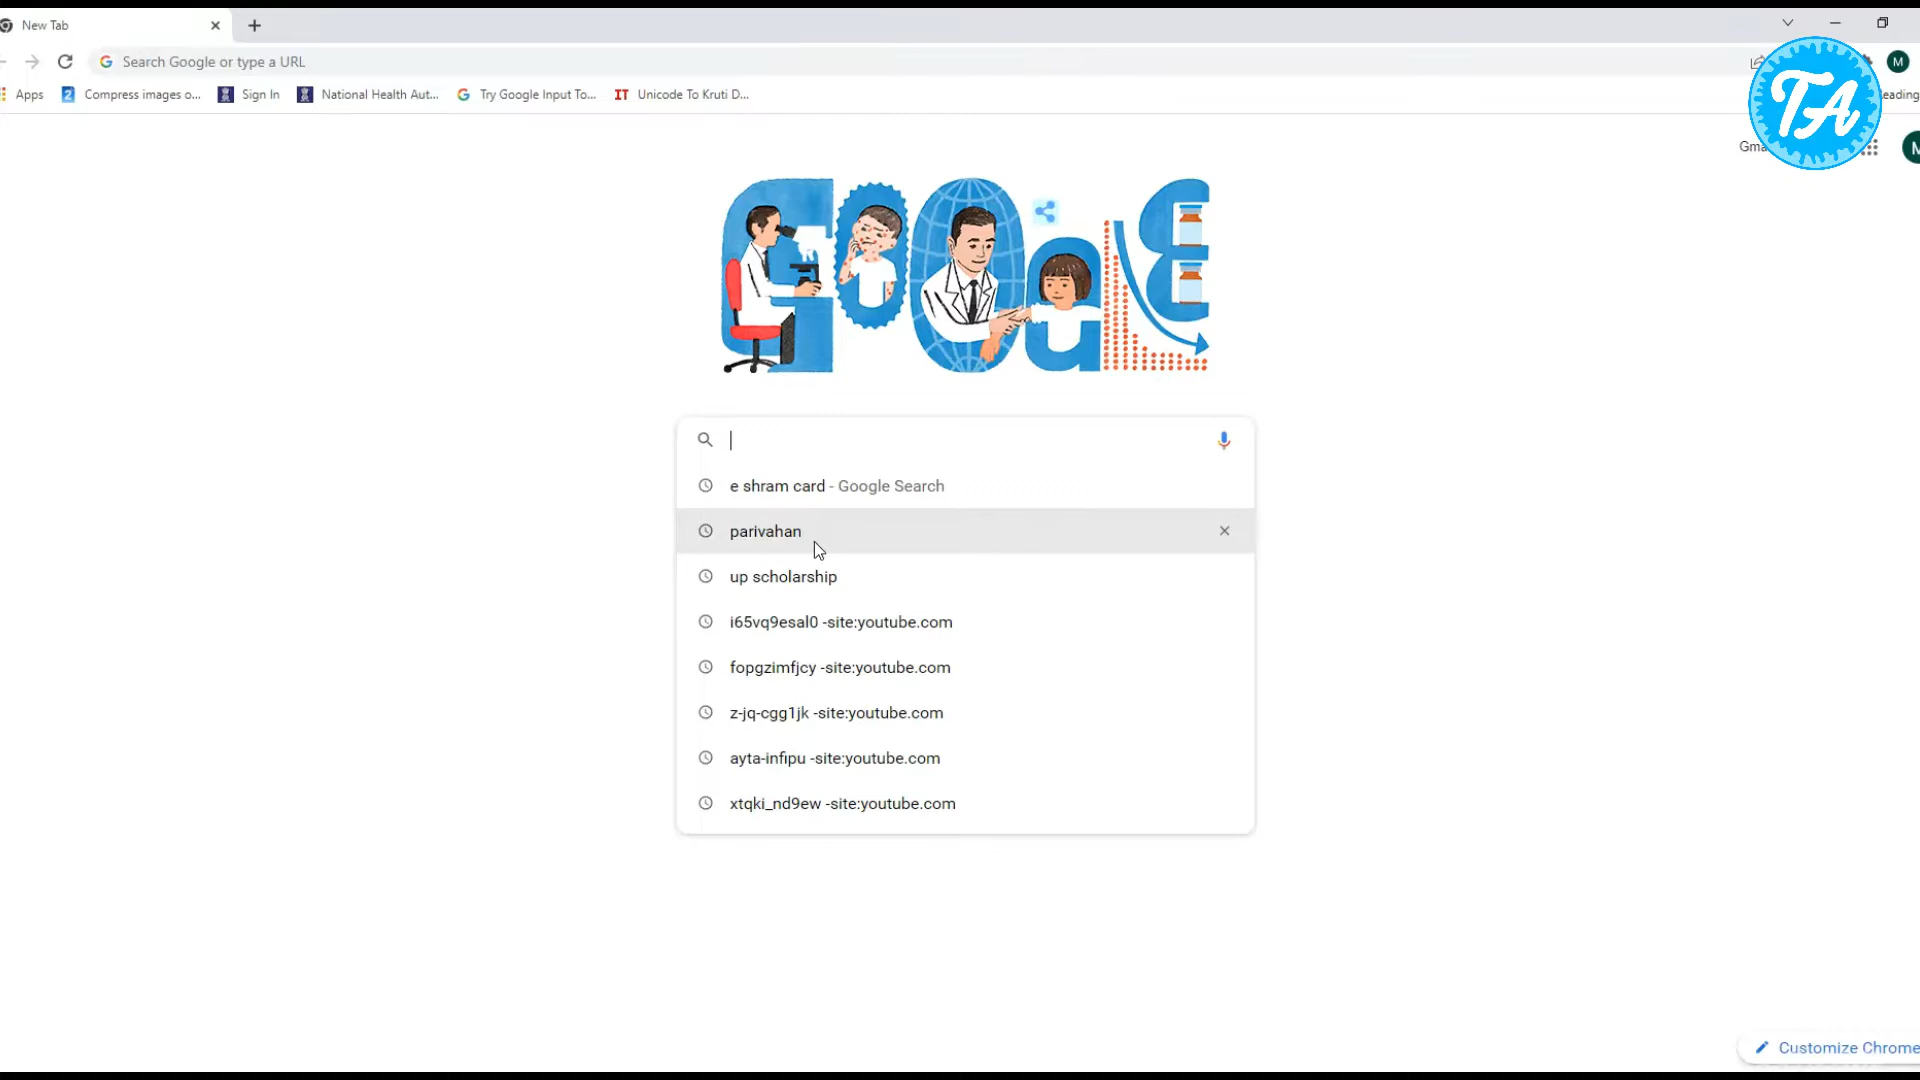 New Tab
Search Google or type a URL
M
Apps
Compress images o...
Sign In
National Health Aut...
Try Google Input To...
IT Unicode To Kruti D...
eading
TA
Gma
M
e shram card - Google Search
parivahan
up scholarship
i65vq9esal0 -site:youtube.com
fopgzimfjcy -site:youtube.com
z-jq-cgg1jk -site:youtube.com
ayta-infipu -site:youtube.com
xtqki_nd9ew -site:youtube.com
Customize Chrome